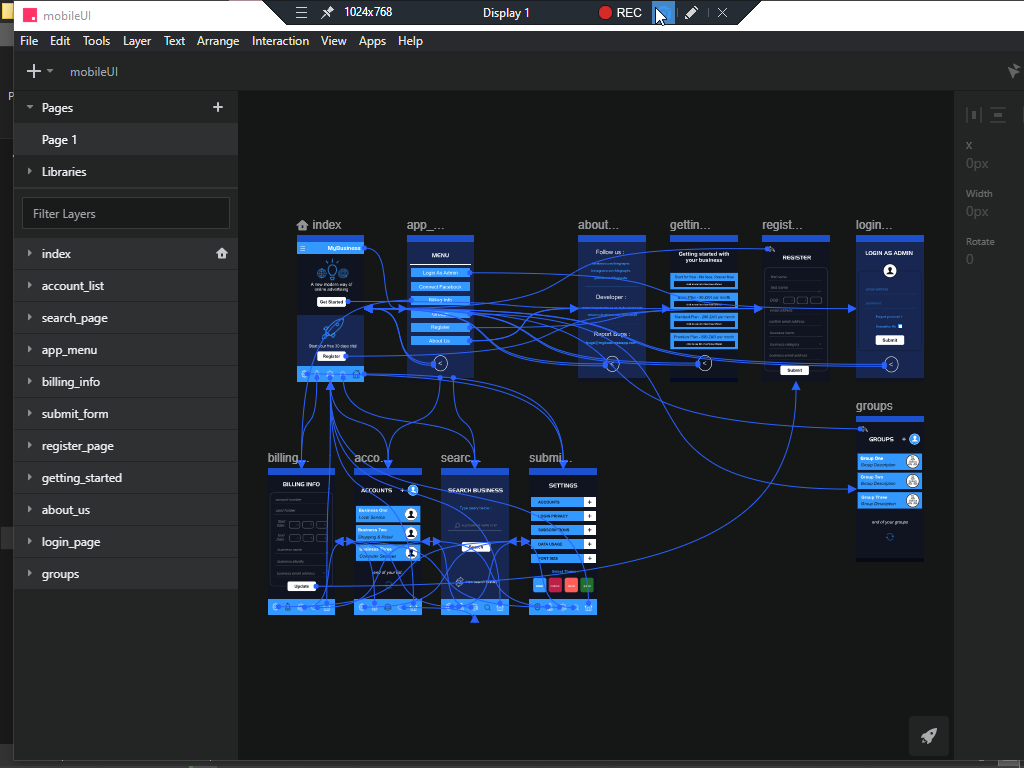 mobileUI
1024x768
Display 1
REC
File Edit Tools Layer Text Arrange Interaction View Apps Help
mobileUI
Pages
Page 1
Libraries
Filter Layers
index
account_list
search_page
app_menu
billing_info
submit_form
register_page
getting_started
about_us
login_page
groups
X
0px
Width
0px
Rotate
0
index
app_...
about...
gettin...
regist...
login...
MyBusiness
A new modern way of
online advertising
Get Started
Start your free 30 days trial
Register
MENU
Login As Admin
Connect Facebook
Billing Info
Register
About Us
<
Follow us :
Developer :
Report Bugs :
<
Getting started with
your business
<
REGISTER
Submit
LOGIN AS ADMIN
Submit
<
groups
GROUPS
+
Group One
Group Description
Group Two
Group Description
Group Three
Group Description
end of your groups
billing...
acco...
searc...
submi...
BILLING INFO
Update
ACCOUNTS
+
Business One
Local Service
Business Two
Shopping & Retail
Business Three
Computer Services
SEARCH BUSINESS
Search
SETTINGS
ACCOUNTS +
LOGIN PRIVACY +
SUBSCRIPTIONS +
DATA USAGE +
FONT SIZE +